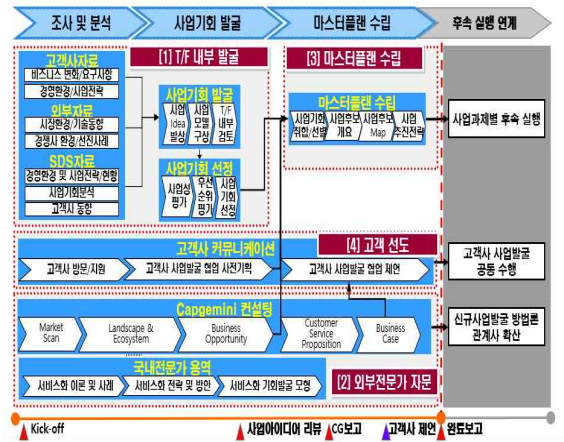 조사 및 분석
사업기회 발굴
마스터플랜 수립
후속 실행 연계
[1] T/F 내부 발굴
[3] 마스터플랜 수립
고객사자료
비즈니스 변화/요구사항
경영환경/사업전략
외부자료
시장환경/기술동향
경쟁사 환경/선진사례
SDS자료
경영환경 및 사업전략/현황
사업기회분석
고객사 동향
사업기회 발굴
사업
Idea
발상
사업
모델
구상
T/F
내부
검토
사업기회 선정
사업성
평가
우선
순위
평가
사업
기회
선정
마스터플랜 수립
사업기회
취합/선별
사업후보
개요
사업후보
Map
사업
추진전략
사업과제별 후속 실행
[4] 고객 선도
고객사 커뮤니케이션
고객사 방문/지원
고객사 사업발굴 협업 사전기획
고객사 사업발굴 협업 제언
고객사 사업발굴
공동 수행
Capgemini 컨설팅
Market
Scan
Landscape &
Ecosystem
Business
Opportunity
Customer
Service
Proposition
Business
Case
신규사업발굴 방법론
관계사 확산
국내전문가 용역
서비스화 이론 및 사례
서비스화 전략 및 방안
서비스화 기회발굴 모형
[2] 외부전문가 자문
Kick-off
사업아이디어 리뷰
CG보고
고객사 제언
완료보고